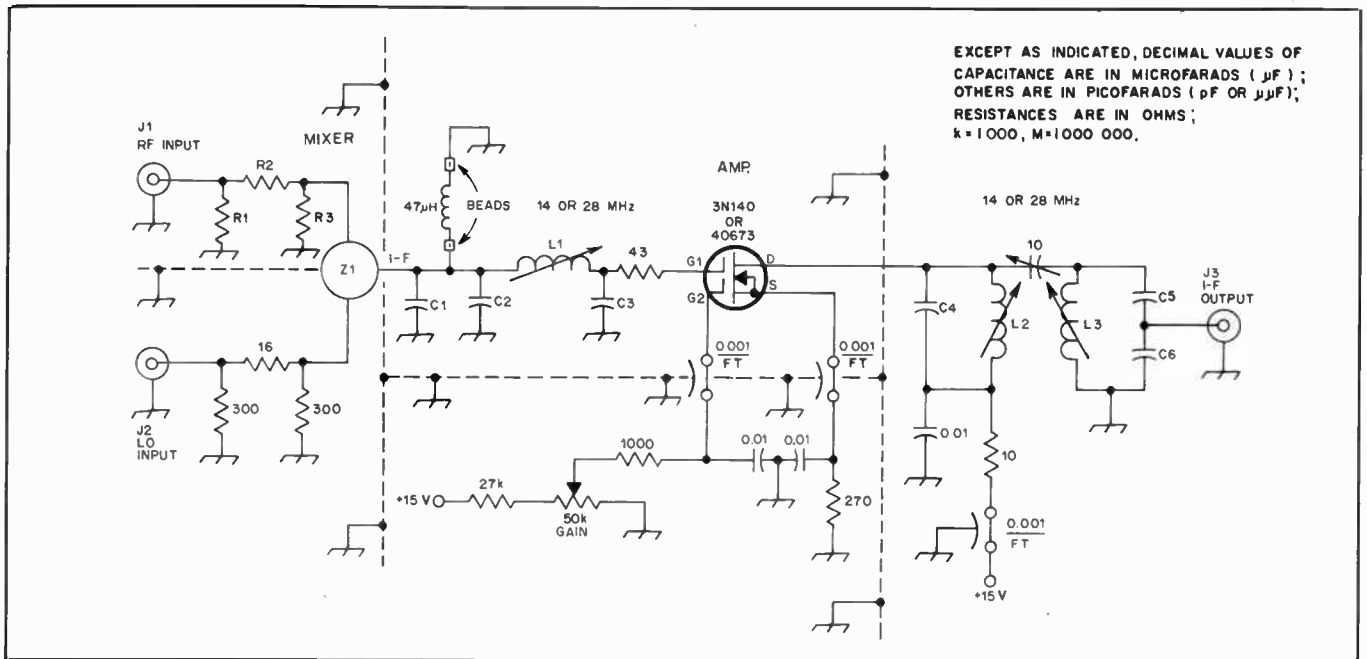 EXCEPT AS INDICATED, DECIMAL VALUES OF
CAPACITANCE ARE IN MICROFARADS ( µF ) ;
OTHERS ARE IN PICOFARADS ( pF OR µµF);
RESISTANCES ARE IN OHMS ;
k = 1000, M = 1000 000.
J1
RF INPUT
MIXER
R2
R1
R3
Z1
I-F
J2
LO
INPUT
16
300
300
47µH
BEADS
14 OR 28 MHz
L1
C1
C2
C3
43
AMP.
3N140
OR
40673
G1
G2
D
S
0.001
FT
0.001
FT
1000
0.01
0.01
270
+15 V
27k
50k
GAIN
14 OR 28 MHz
10
C4
L2
L3
C5
C6
J3
I-F
OUTPUT
0.01
10
0.001
FT
+15 V